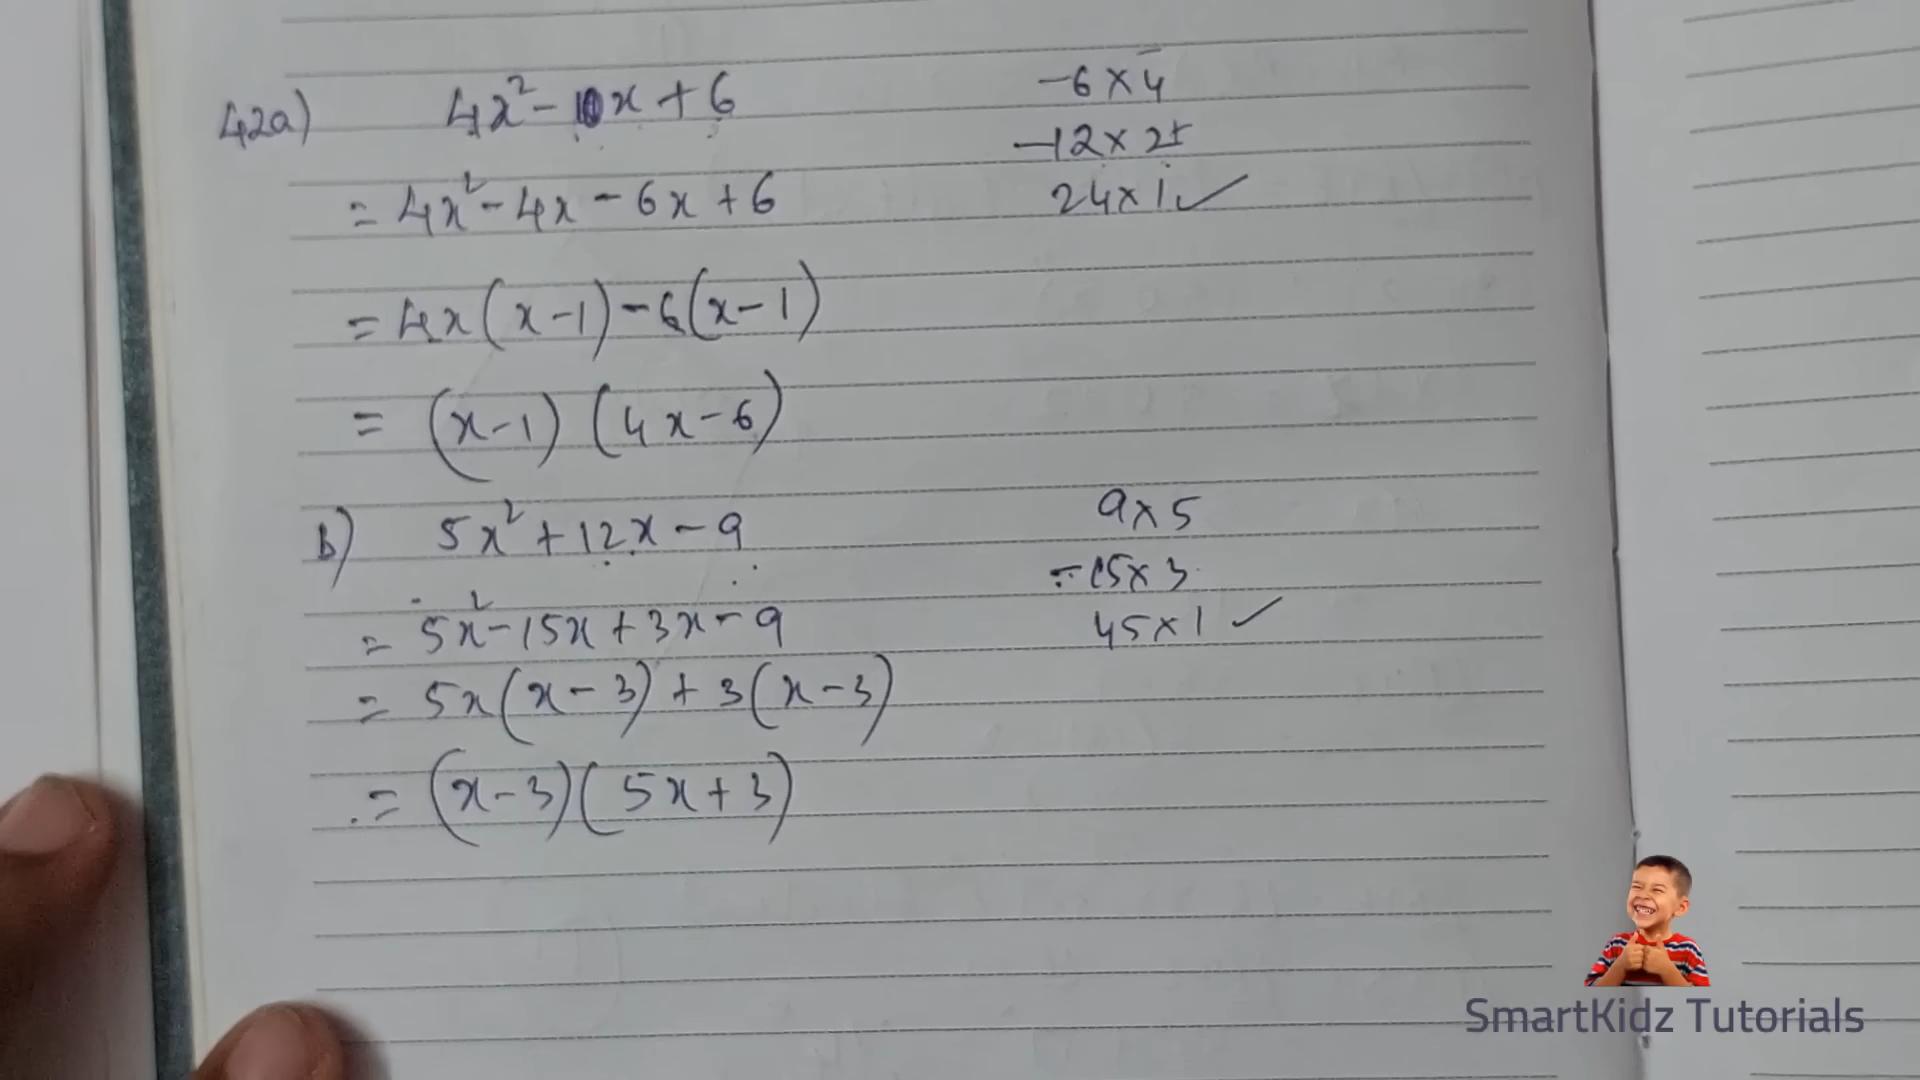 42a) 4x² - 10x + 6
-6 x 4
= 4x² - 4x - 6x + 6
-12 x 2+
24 x 1 ✓
= 4x(x-1) - 6(x-1)
= (x-1) (4x-6)
b) 5x² + 12x - 9
9 x 5
-15 x 3
= 5x² - 15x + 3x - 9
45 x 1 ✓
= 5x(x-3) + 3(x-3)
= (x-3)(5x+3)
SmartKidz Tutorials